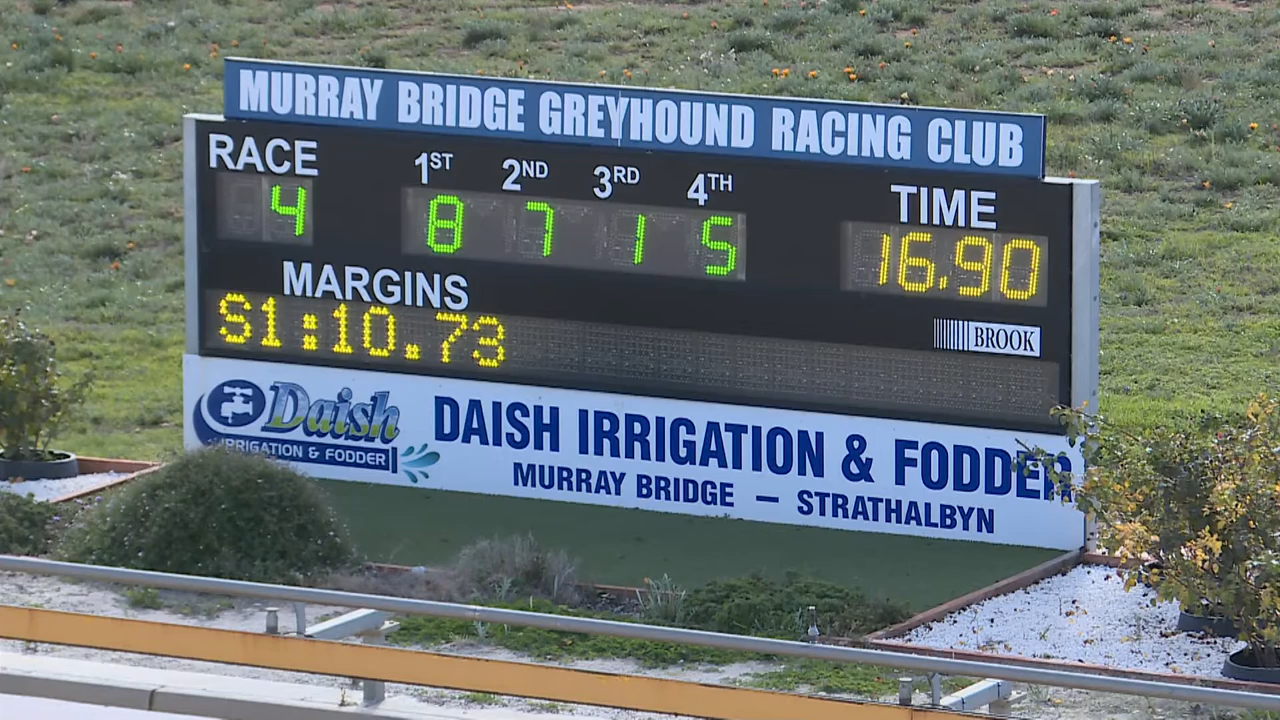 MURRAY BRIDGE GREYHOUND RACING CLUB
RACE 1ST 2ND 3RD 4TH TIME
4 8 7 1 5 16.90
MARGINS
S1:10.73
BROOK
Daish
IRRIGATION & FODDER
DAISH IRRIGATION & FODDER
MURRAY BRIDGE – STRATHALBYN